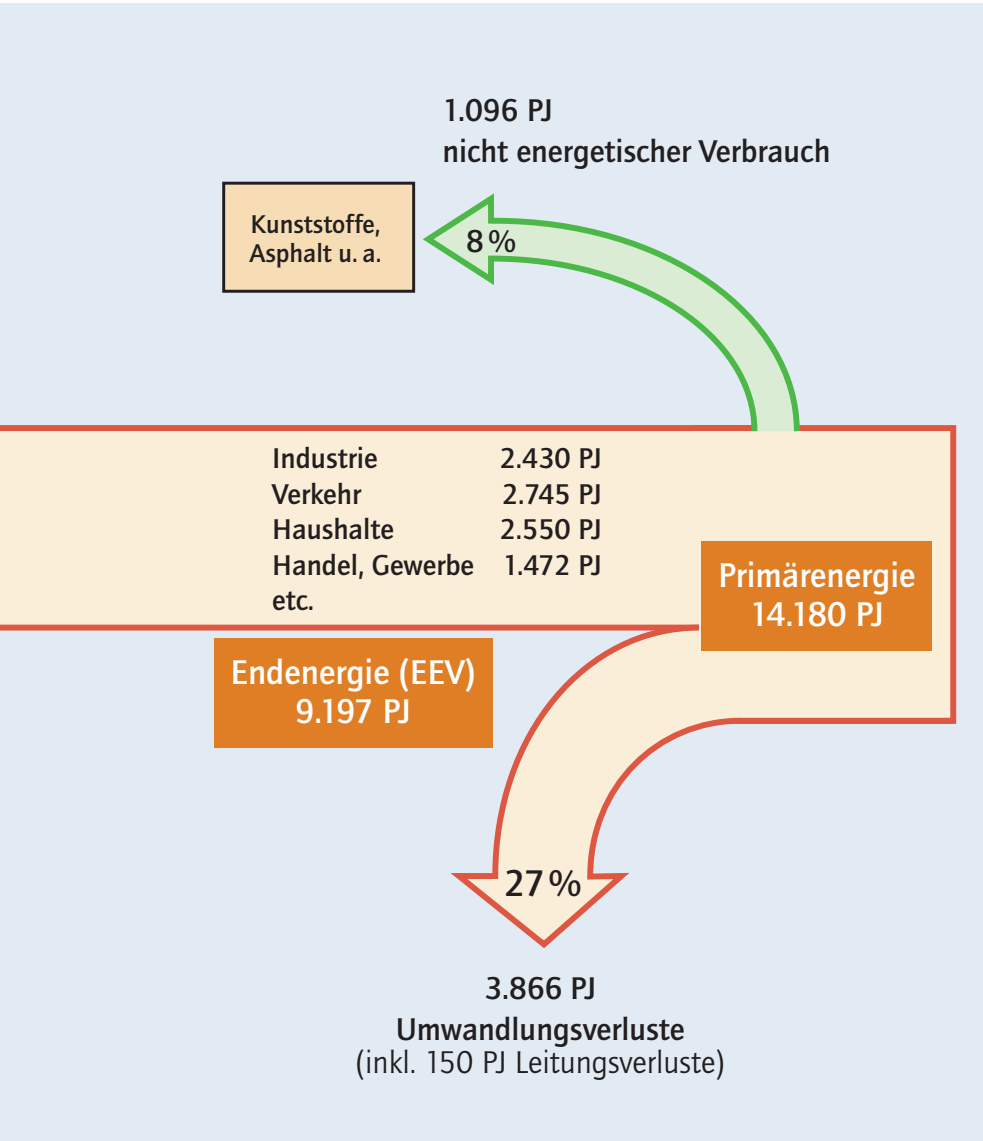 1.096 PJ
nicht energetischer Verbrauch
Kunststoffe,
Asphalt u. a.
8 %
Industrie 2.430 PJ
Verkehr 2.745 PJ
Haushalte 2.550 PJ
Handel, Gewerbe 1.472 PJ
etc.
Primärenergie
14.180 PJ
Endenergie (EEV)
9.197 PJ
27 %
3.866 PJ
Umwandlungsverluste
(inkl. 150 PJ Leitungsverluste)